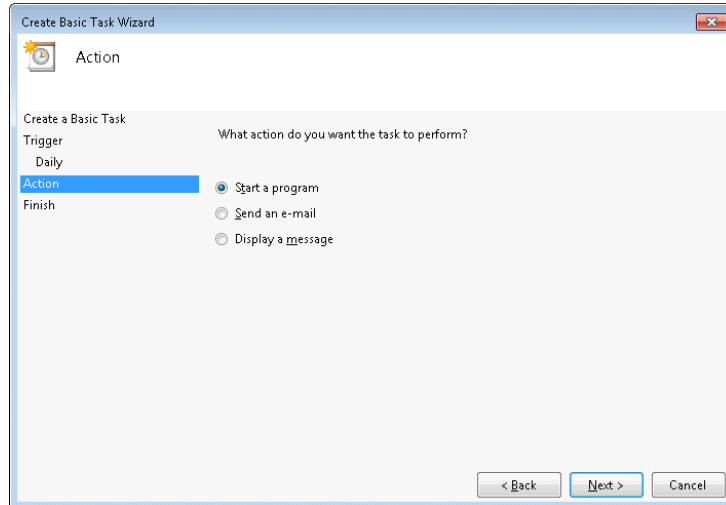 Create Basic Task Wizard
Action
Create a Basic Task
Trigger
Daily
Action
Finish
What action do you want the task to perform?
Start a program
Send an e-mail
Display a message
< Back
Next >
Cancel